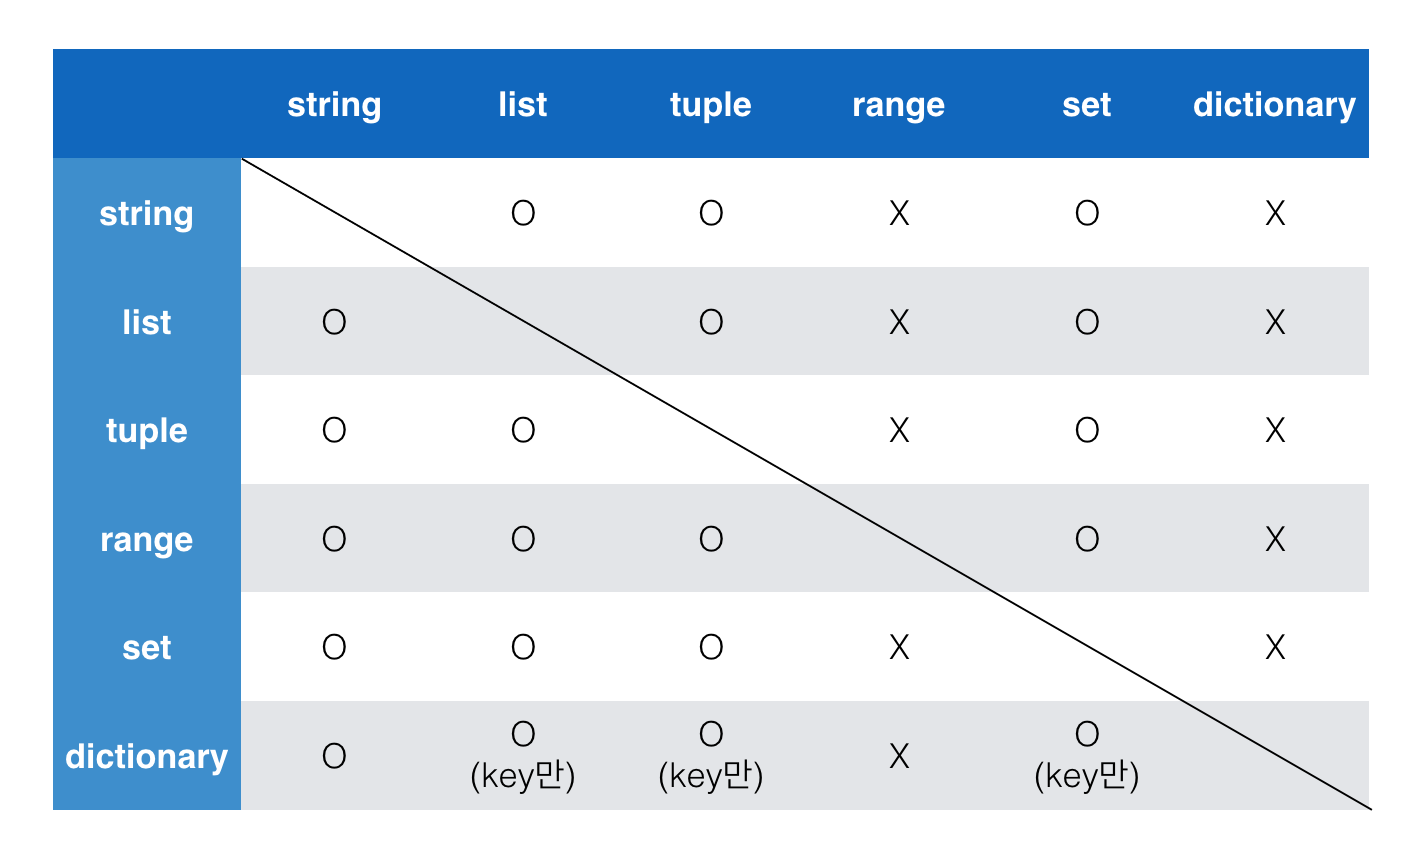 string list tuple range set dictionary
string O O X O X
list O O X O X
tuple O O X O X
range O O O O X
set O O O X X
dictionary O O O X O
(key만) (key만) (key만)